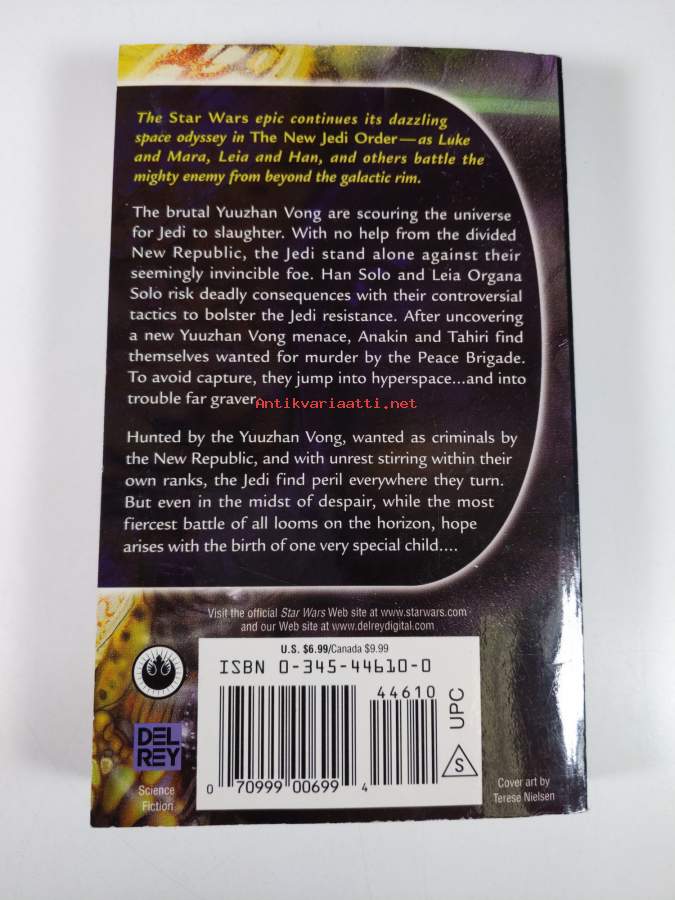 The Star Wars epic continues its dazzling
space odyssey in The New Jedi Order—as Luke
and Mara, Leia and Han, and others battle the
mighty enemy from beyond the galactic rim.
The brutal Yuuzhan Vong are scouring the universe
for Jedi to slaughter. With no help from the divided
New Republic, the Jedi stand alone against their
seemingly invincible foe. Han Solo and Leia Organa
Solo risk deadly consequences with their controversial
tactics to bolster the Jedi resistance. After uncovering
a new Yuuzhan Vong menace, Anakin and Tahiri find
themselves wanted for murder by the Peace Brigade.
To avoid capture, they jump into hyperspace...and into
trouble far graver.
Antikvariaatti.net
Hunted by the Yuuzhan Vong, wanted as criminals by
the New Republic, and with unrest stirring within their
own ranks, the Jedi find peril everywhere they turn.
But even in the midst of despair, while the most
fiercest battle of all looms on the horizon, hope
arises with the birth of one very special child....
Visit the official Star Wars Web site at www.starwars.com
and our Web site at www.delreydigital.com
U.S. $6.99/Canada $9.99
ISBN 0-345-44610-0
44610
UPC
S
0 70999 00699 4
DEL
REY
Science
Fiction
Cover art by
Terese Nielsen